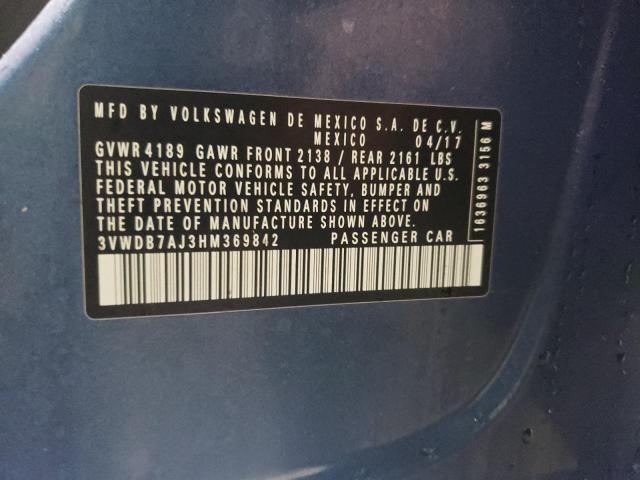 MFD BY VOLKSWAGEN DE MEXICO S.A. DE C.V.
MEXICO 04/17
GVWR 4189 GAWR FRONT 2138 / REAR 2161 LBS
THIS VEHICLE CONFORMS TO ALL APPLICABLE U.S.
FEDERAL MOTOR VEHICLE SAFETY, BUMPER AND
THEFT PREVENTION STANDARDS IN EFFECT ON
THE DATE OF MANUFACTURE SHOWN ABOVE.
3VWDB7AJ3HM369842 PASSENGER CAR
1636963 3156 M